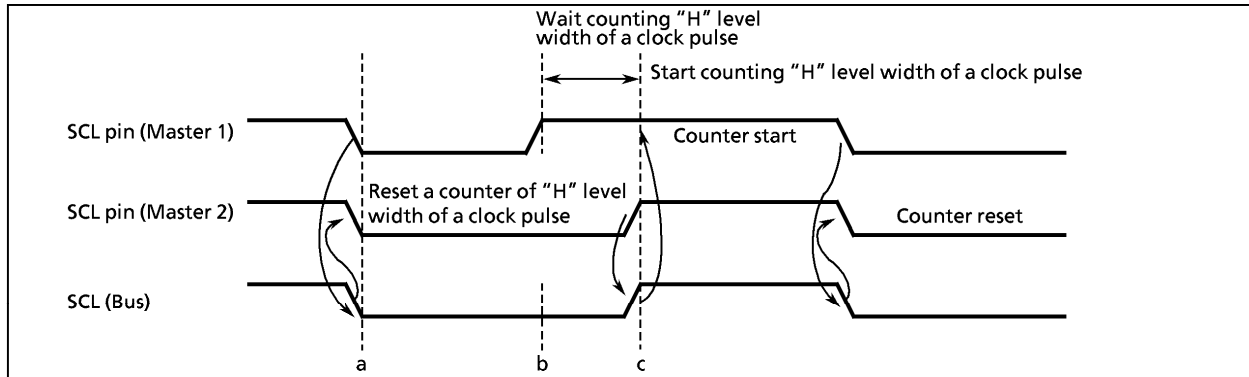 Wait counting “H” level
width of a clock pulse
Start counting “H” level width of a clock pulse
SCL pin (Master 1)
Counter start
Reset a counter of “H” level
width of a clock pulse
SCL pin (Master 2)
Counter reset
SCL (Bus)
a
b
c